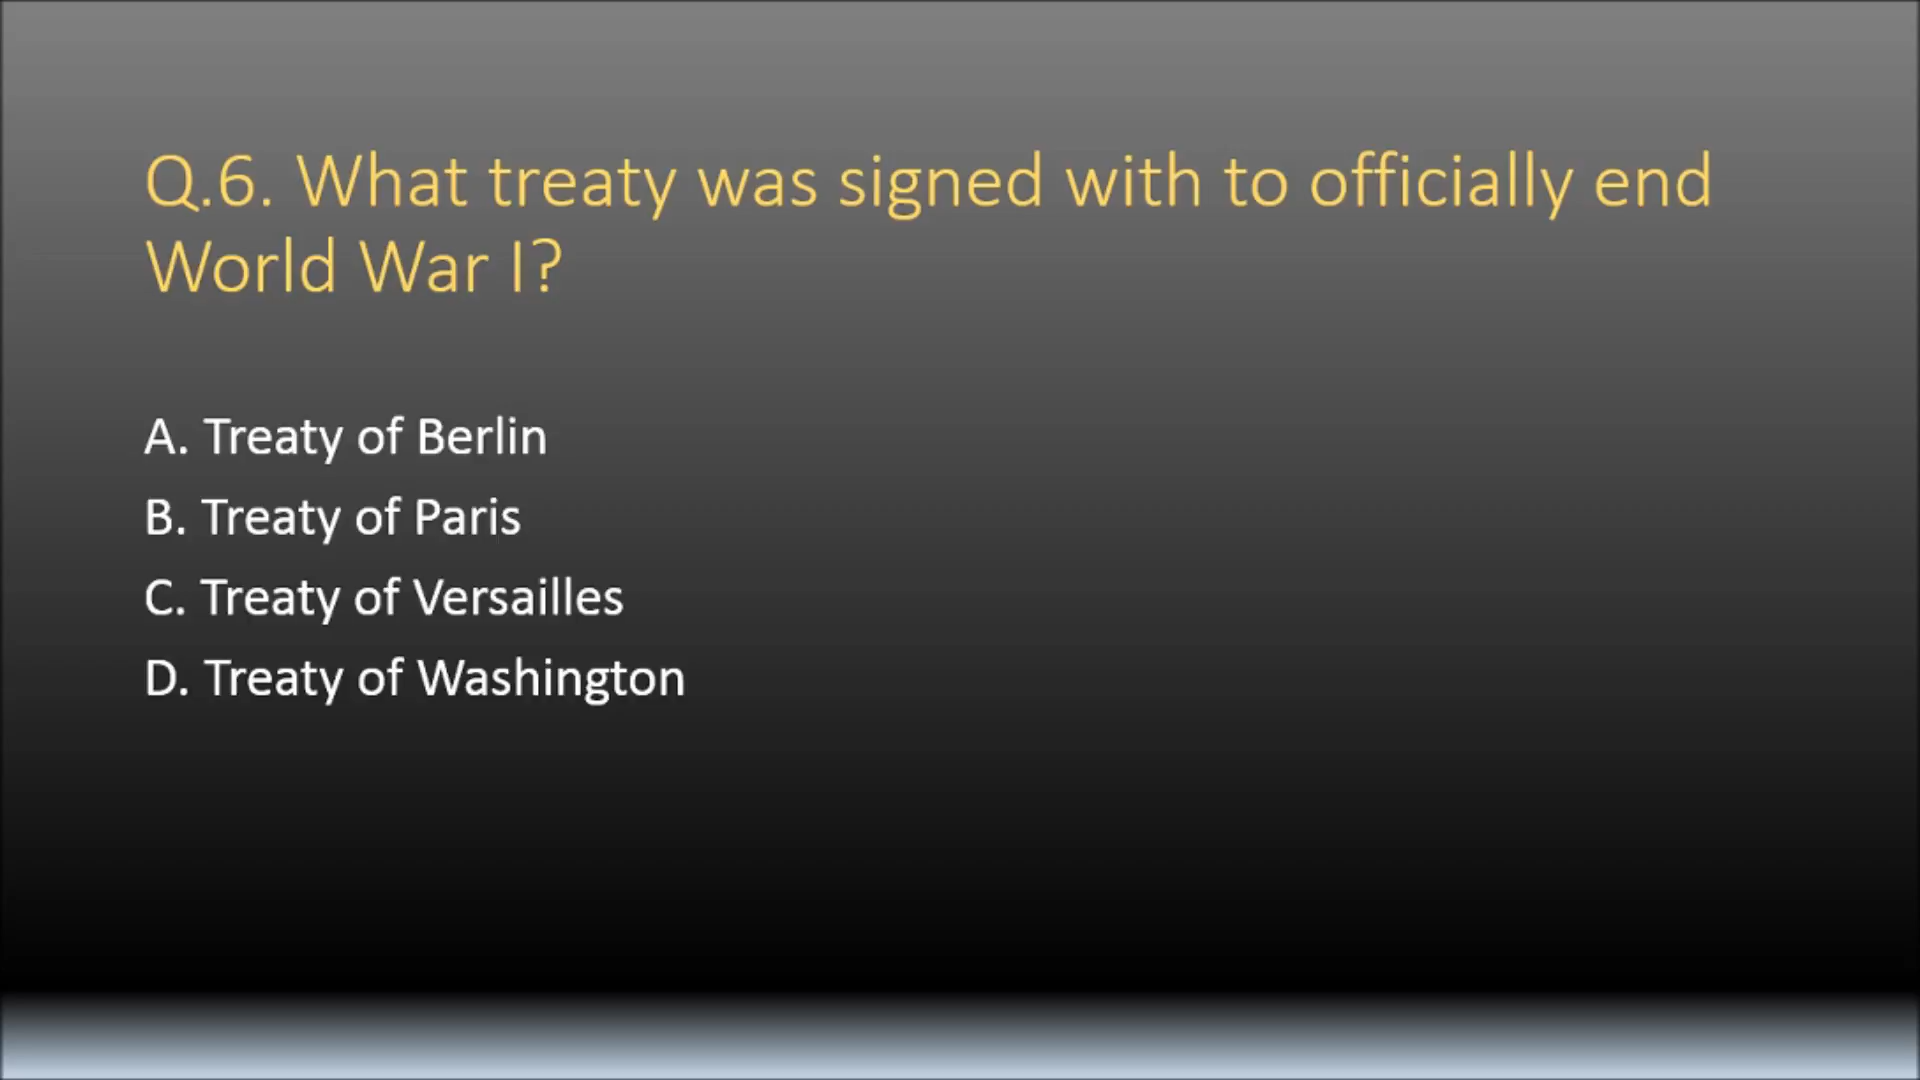 Q.6. What treaty was signed with to officially end
World War I?
A. Treaty of Berlin
B. Treaty of Paris
C. Treaty of Versailles
D. Treaty of Washington